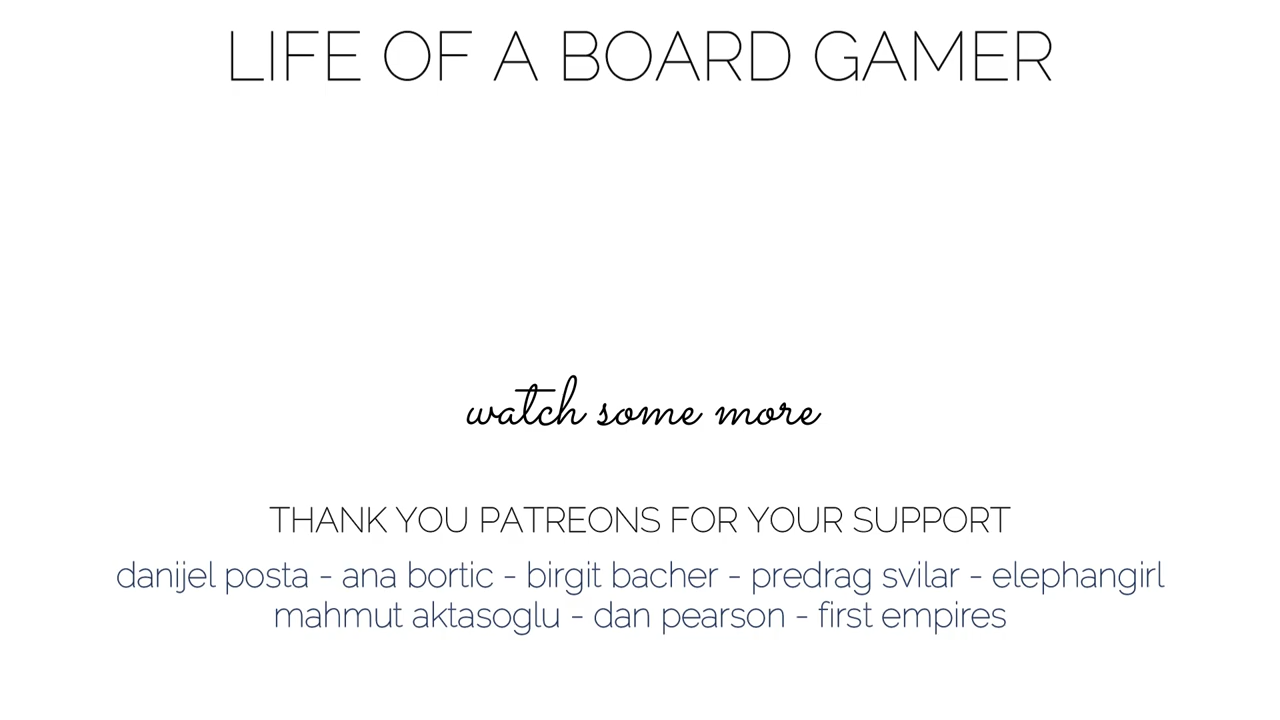 LIFE OF A BOARD GAMER
watch some more
THANK YOU PATREONS FOR YOUR SUPPORT
danijel posta - ana bortic - birgit bacher - predrag svilar - elephangirl
mahmut aktasoglu - dan pearson - first empires